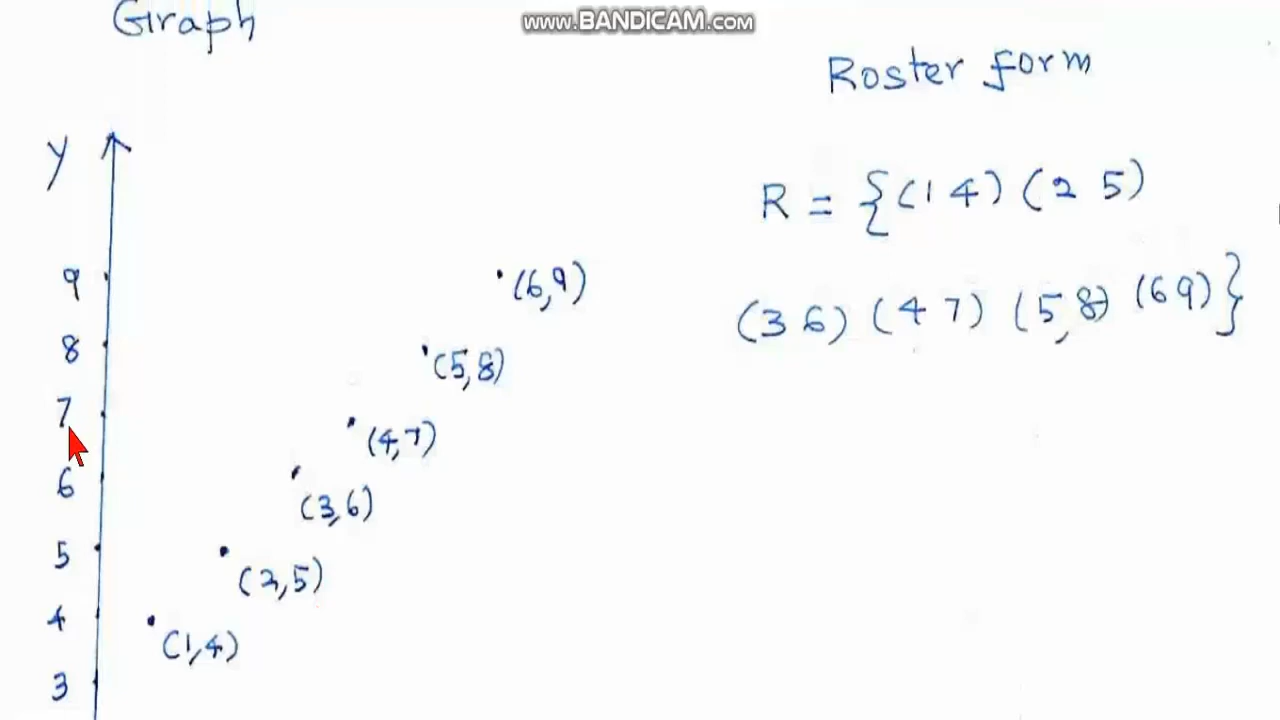 Graph
www.BANDICAM.com
Roster form
R = {(1 4) (2 5)
(3 6) (4 7) (5,8) (6 9)}
y
9
8
7
6
5
4
3
(6,9)
(5,8)
(4,7)
(3,6)
(2,5)
(1,4)